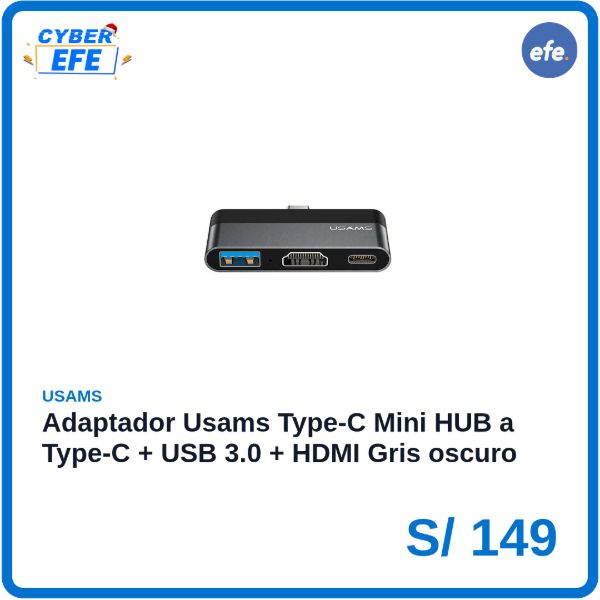 CYBER
EFE
efe.
USAMS
USAMS
Adaptador Usams Type-C Mini HUB a
Type-C + USB 3.0 + HDMI Gris oscuro
S/ 149